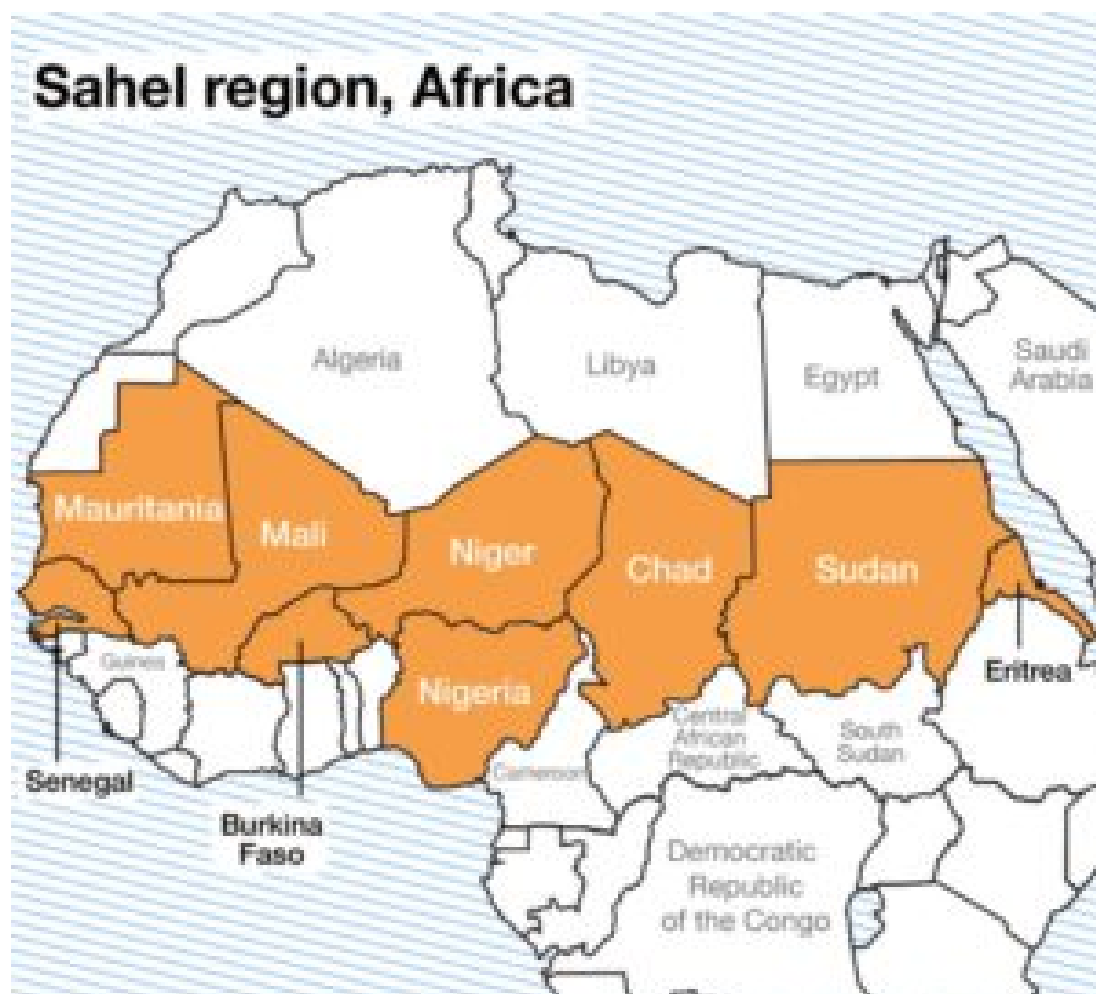 Sahel region, Africa
Algeria
Libya
Egypt
Saudi
Arabia
Mauritania
Mali
Niger
Chad
Sudan
Eritrea
Guinea
Nigeria
Central
African
Republic
South
Sudan
Cameroon
Senegal
Burkina
Faso
Democratic
Republic
of the Congo